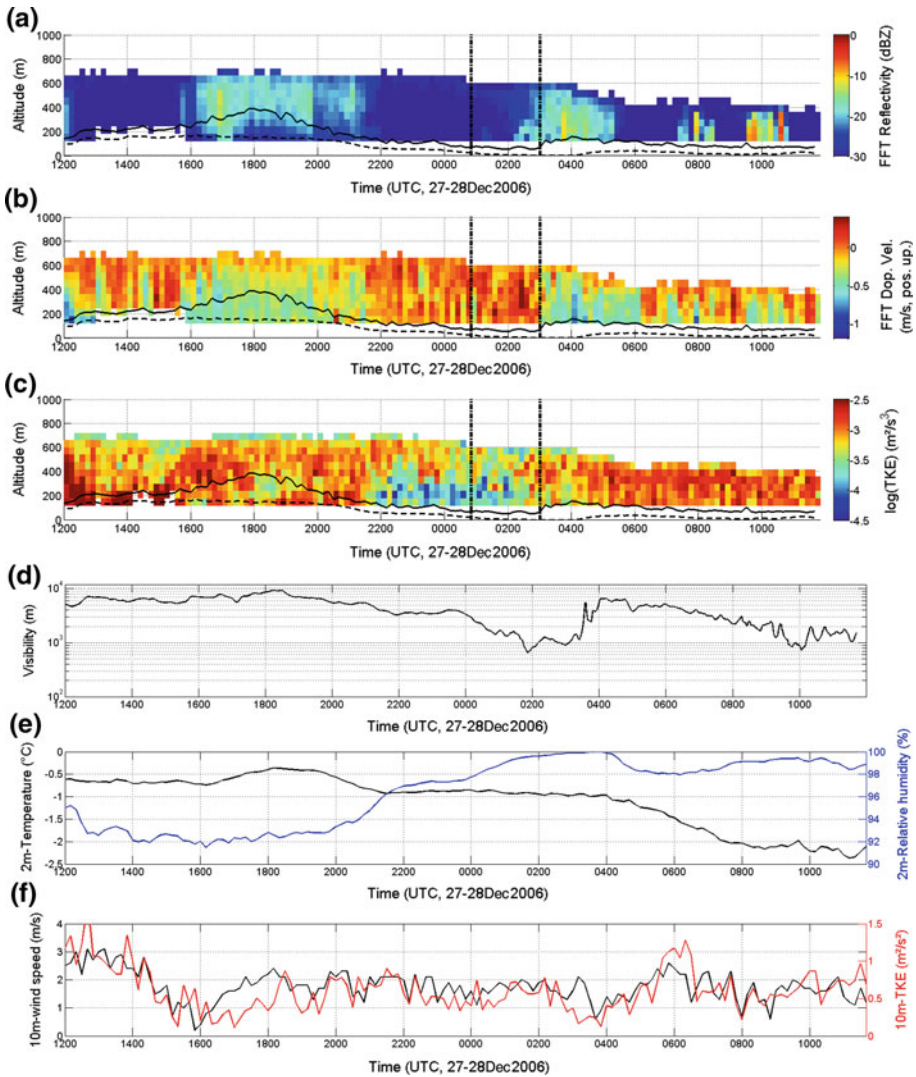 (a)
1000
800
600
400
200
0
Altitude (m)
1200 1400 1600 1800 2000 2200 0000 0200 0400 0600 0800 1000
Time (UTC, 27-28Dec2006)
0
-10
-20
-30
FFT Reflectivity (dBZ)
(b)
1000
800
600
400
200
0
Altitude (m)
1200 1400 1600 1800 2000 2200 0000 0200 0400 0600 0800 1000
Time (UTC, 27-28Dec2006)
0
-0.5
-1
FFT Dop. Vel.
(m/s, pos. up.)
(c)
1000
800
600
400
200
0
Altitude (m)
1200 1400 1600 1800 2000 2200 0000 0200 0400 0600 0800 1000
Time (UTC, 27-28Dec2006)
-2.5
-3
-3.5
-4
-4.5
log(TKE) (m²/s³)
(d)
10⁴
10³
10²
Visibility (m)
1200 1400 1600 1800 2000 2200 0000 0200 0400 0600 0800 1000
Time (UTC, 27-28Dec2006)
(e)
0
-0.5
-1
-1.5
-2
-2.5
2m-Temperature (°C)
100
98
96
94
92
90
2m-Relative humidity (%)
1200 1400 1600 1800 2000 2200 0000 0200 0400 0600 0800 1000
Time (UTC, 27-28Dec2006)
(f)
4
3
2
1
0
10m-wind speed (m/s)
1.5
1
0.5
0
10m-TKE (m²/s²)
1200 1400 1600 1800 2000 2200 0000 0200 0400 0600 0800 1000
Time (UTC, 27-28Dec2006)